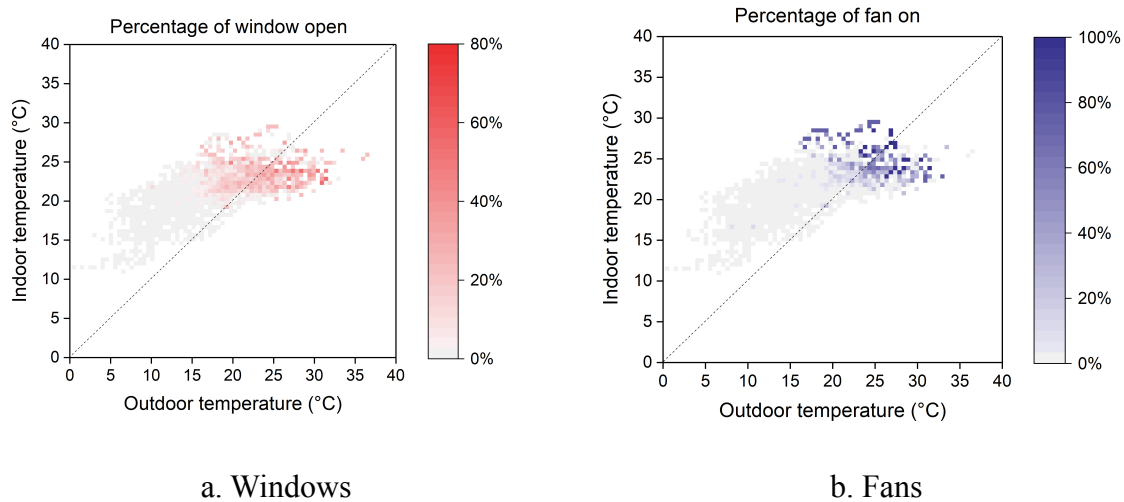 Percentage of window open
40
35
30
25
20
15
10
5
0
Indoor temperature (°C)
0 5 10 15 20 25 30 35 40
Outdoor temperature (°C)
80%
60%
40%
20%
0%
a. Windows
Percentage of fan on
40
35
30
25
20
15
10
5
0
Indoor temperature (°C)
0 5 10 15 20 25 30 35 40
Outdoor temperature (°C)
100%
80%
60%
40%
20%
0%
b. Fans